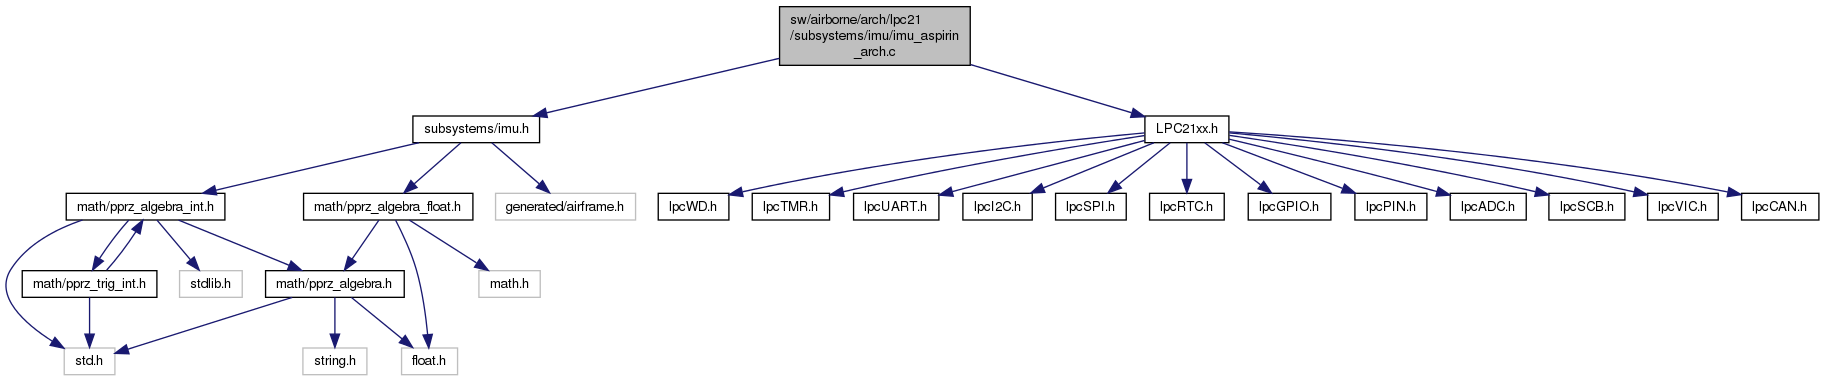 sw/airborne/arch/lpc21
/subsystems/imu/imu_aspirin
_arch.c
subsystems/imu.h
LPC21xx.h
math/pprz_algebra_int.h
math/pprz_algebra_float.h
generated/airframe.h
lpcWD.h
lpcTMR.h
lpcUART.h
lpcI2C.h
lpcSPI.h
lpcRTC.h
lpcGPIO.h
lpcPIN.h
lpcADC.h
lpcSCB.h
lpcVIC.h
lpcCAN.h
math/pprz_trig_int.h
stdlib.h
math/pprz_algebra.h
math.h
std.h
string.h
float.h